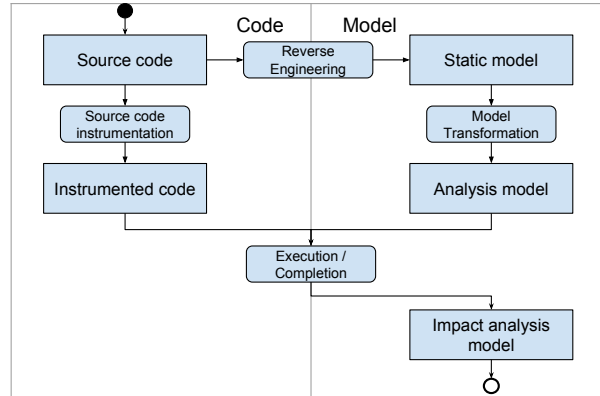 Code
Model
Source code
Reverse
Engineering
Static model
Source code
instrumentation
Model
Transformation
Instrumented code
Analysis model
Execution /
Completion
Impact analysis
model